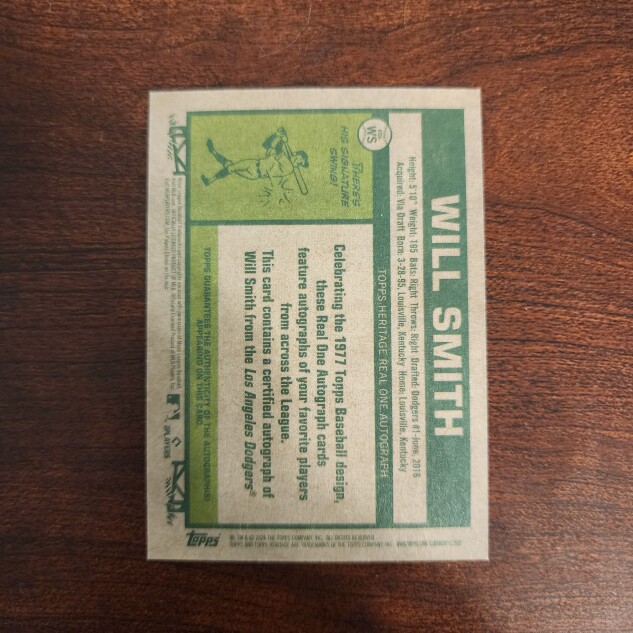 WILL SMITH
Height: 5'10" Weight: 195 Bats: Right Throws: Right Drafted: Dodgers #1-June, 2016
Acquired: Via Draft Born: 3-28-95, Louisville, Kentucky Home: Louisville, Kentucky
WS
TOPPS HERITAGE REAL ONE AUTOGRAPH
THERE'S
HIS SIGNATURE
SWING!
Celebrating the 1977 Topps Baseball design,
these Real One Autograph cards
feature autographs of your favorite players
from across the League.
This card contains a certified autograph of
Will Smith from the Los Angeles Dodgers®
TOPPS GUARANTEES THE AUTHENTICITY OF THE AUTOGRAPH(S)
APPEARING ON THIS CARD.
topps
PLAYERS